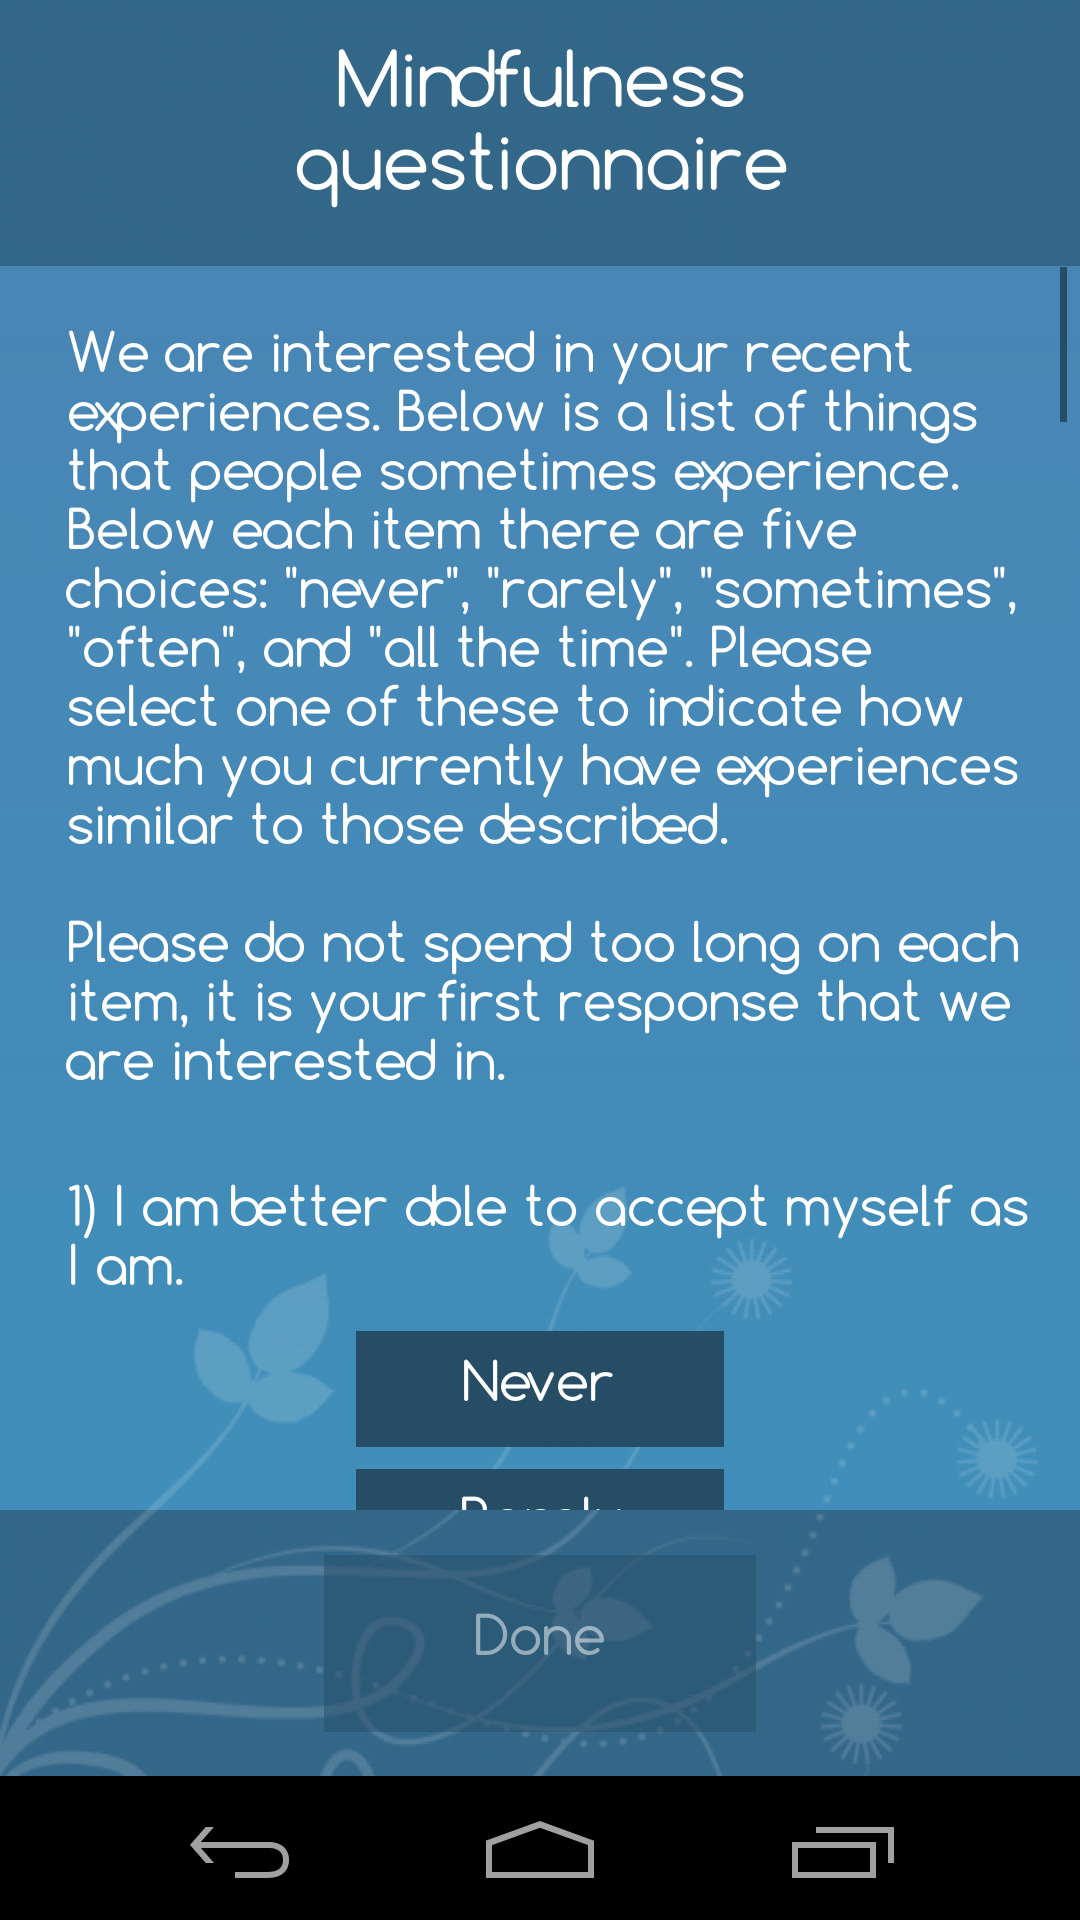 Mindfulness
questionnaire
We are interested in your recent
experiences. Below is a list of things
that people sometimes experience.
Below each item there are five
choices: "never", "rarely", "sometimes",
"often", and "all the time". Please
select one of these to indicate how
much you currently have experiences
similar to those described.
Please do not spend too long on each
item, it is your first response that we
are interested in.
1) I am better able to accept myself as
I am.
Never
Rarely
Done